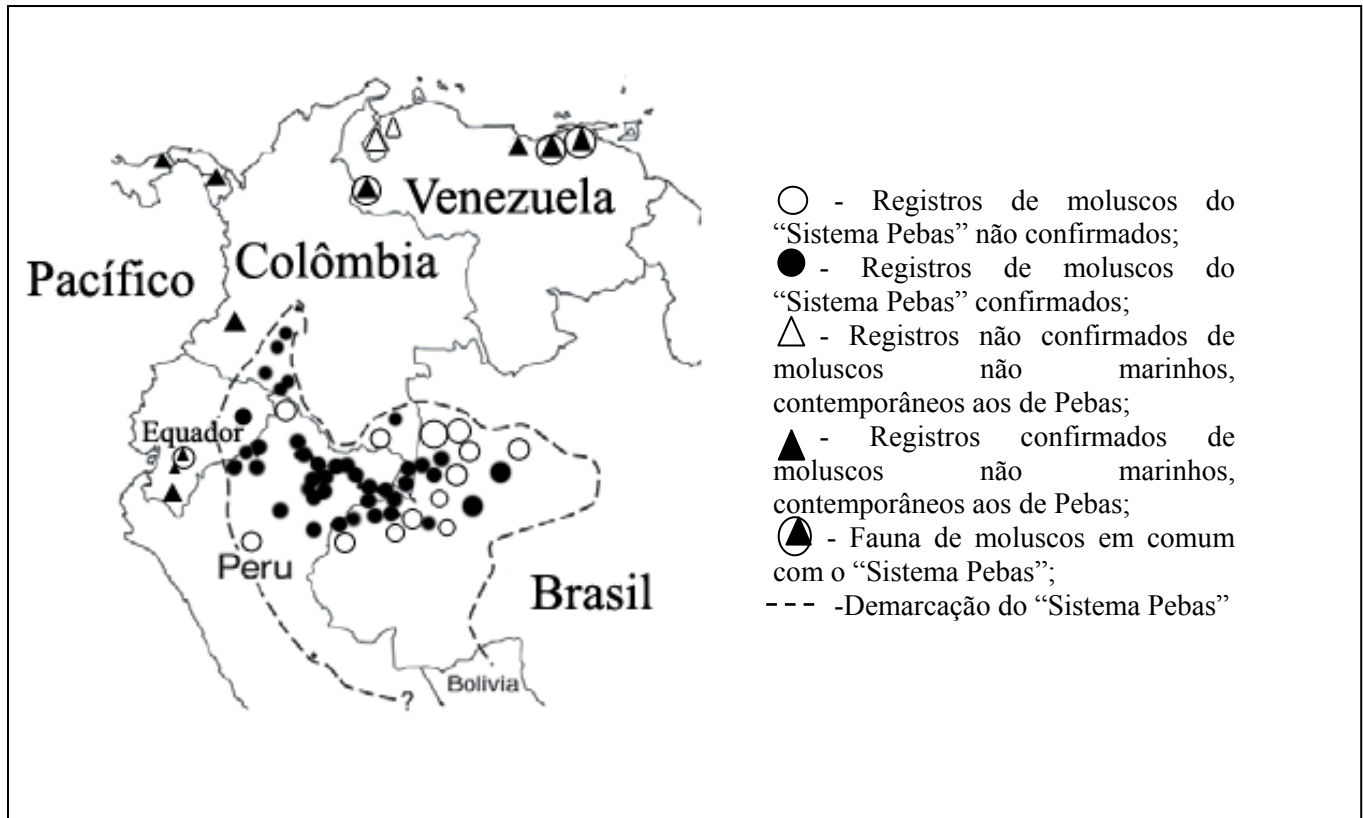 Venezuela
Colômbia
Pacífico
Equador
Peru
Brasil
Bolivia
?
- Registros de moluscos do
“Sistema Pebas” não confirmados;
- Registros de moluscos do
“Sistema Pebas” confirmados;
- Registros não confirmados de
moluscos não marinhos,
contemporâneos aos de Pebas;
- Registros confirmados de
moluscos não marinhos,
contemporâneos aos de Pebas;
- Fauna de moluscos em comum
com o “Sistema Pebas”;
--- -Demarcação do “Sistema Pebas”